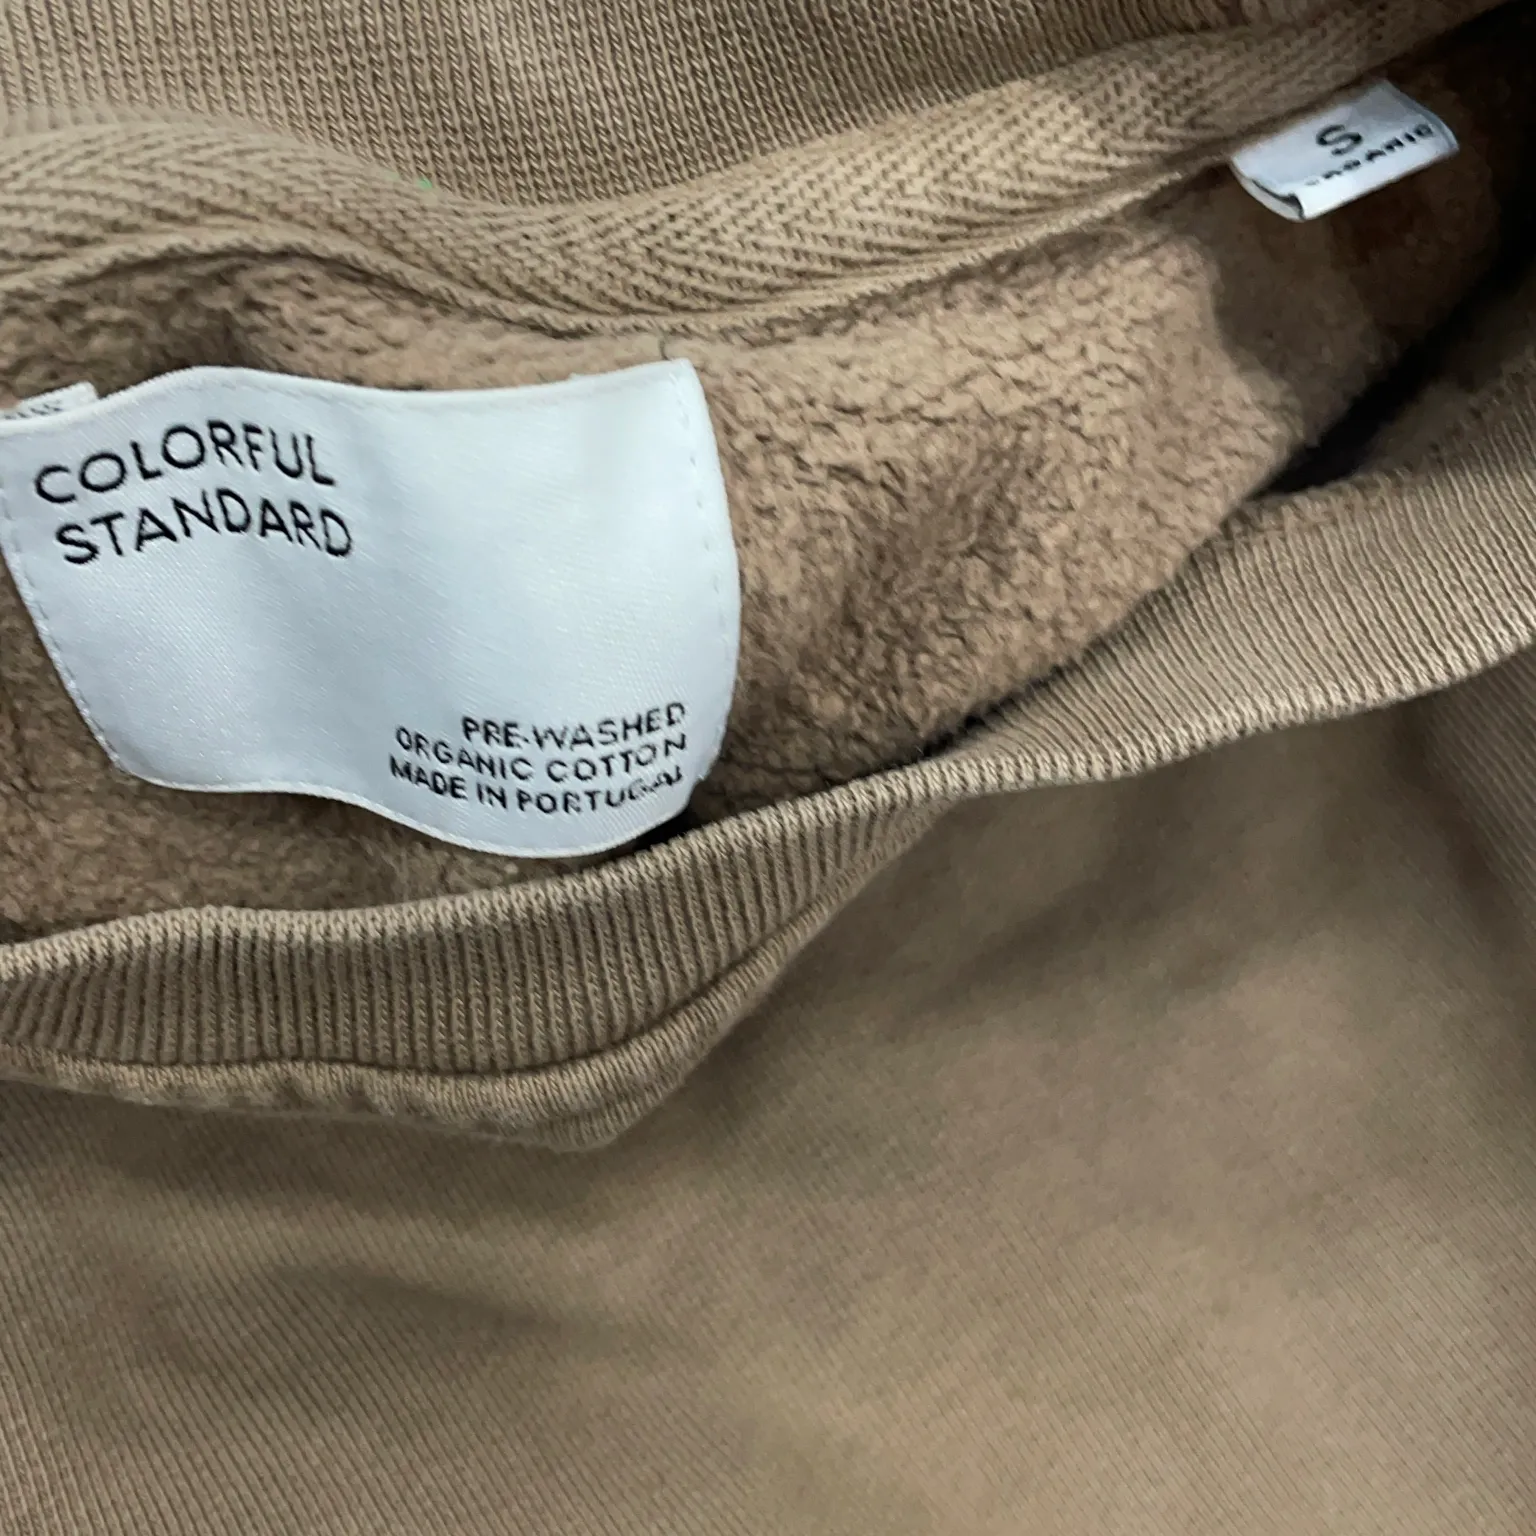 COLORFUL
STANDARD
PRE-WASHED
ORGANIC COTTON
MADE IN PORTUGAL
S